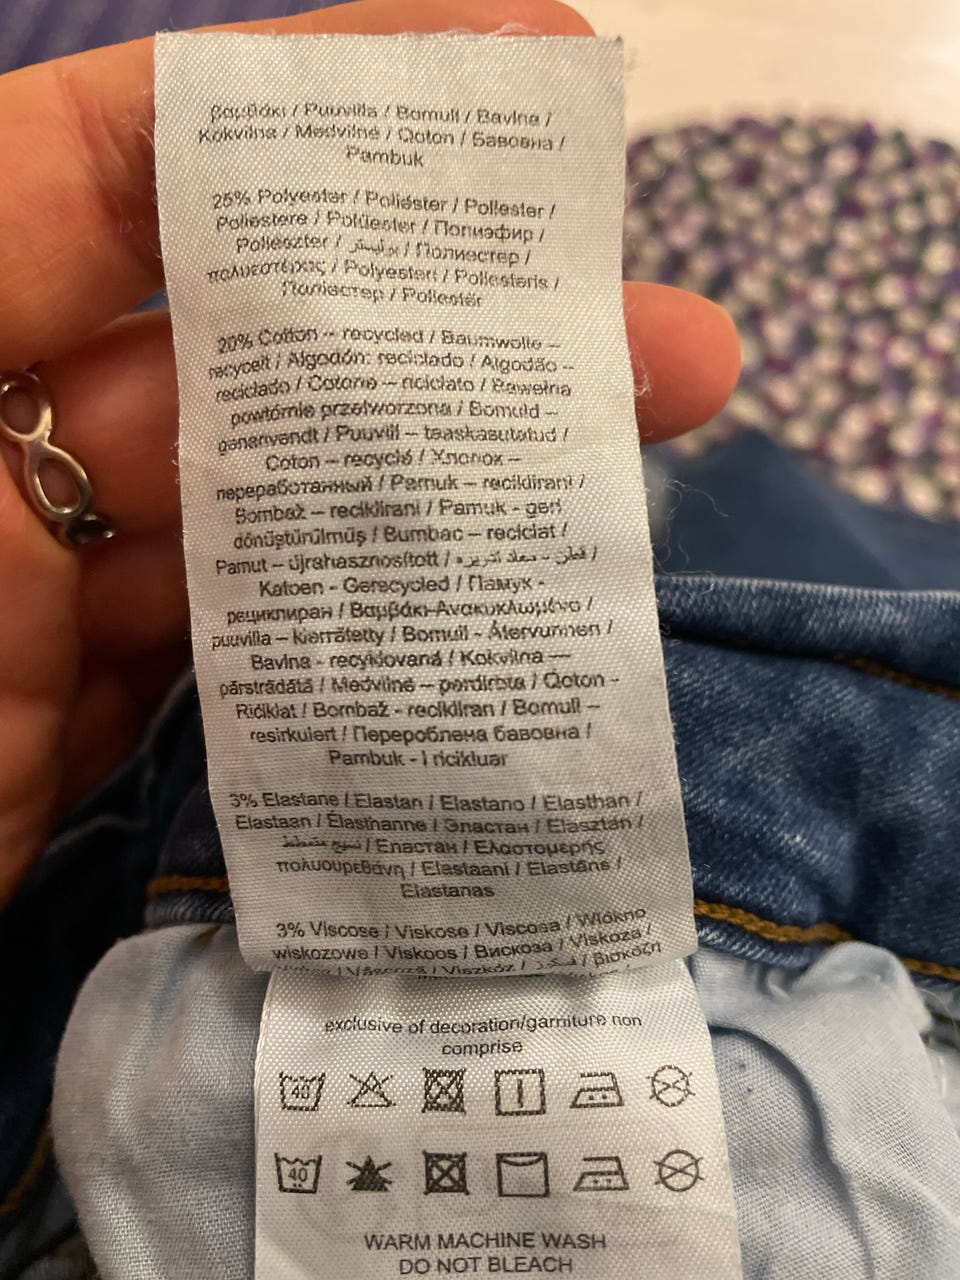 βαμβάκι / Puuvilla / Bomull / Bavlna /
Kokvilna / Medvilnė / Qoton / Бавовна /
Pambuk
25% Polyester / Poliéster / Poliester /
Poliestere / Polüester / Полиэфир /
Poliészter / بوليستر / Полиестер /
πολυεστέρας / Polyesteri / Poliesteris /
Поліестер / Poliestër
20% Cotton -- recycled / Baumwolle –
recycelt / Algodón: reciclado / Algodão --
reciclado / Cotone – riciclato / Bawełna
powtórnie przetworzona / Bomuld –
genanvendt / Puuvill – taaskasutatud /
Coton – recyclé / Хлопок –
переработанный / Pamuk – reciklirani /
Bombaž – reciklirani / Pamuk - geri
dönüştürülmüş / Bumbac – reciclat /
Pamut – újrahasznosított /
Katoen - Gerecycled / Памук -
рециклиран / Βαμβάκι-Ανακυκλωμένο /
puuvilla – kierrätetty / Bomull - Återvunnen /
Bavlna - recyklovaná / Kokvilna —
pārstrādātā / Medvilnė – perdirbta / Qoton -
Ričiklat / Bombaž - recikliran / Bomull –
resirkulert / Перероблена бавовна /
Pambuk - I ricikluar
3% Elastane / Elastan / Elastano / Elasthan /
Elastaan / Élasthanne / Эластан / Elasztán /
/ Еластан / Ελαστομερής
πολυουρεθάνη / Elastaani / Elastāns /
Elastanas
3% Viscose / Viskose / Viscosa / Włókno
wiskozowe / Viskoos / Вискоза / Viskoza /
/ Viszkóz / / βισκόζη
exclusive of decoration/garniture non
comprise
40
40
WARM MACHINE WASH
DO NOT BLEACH